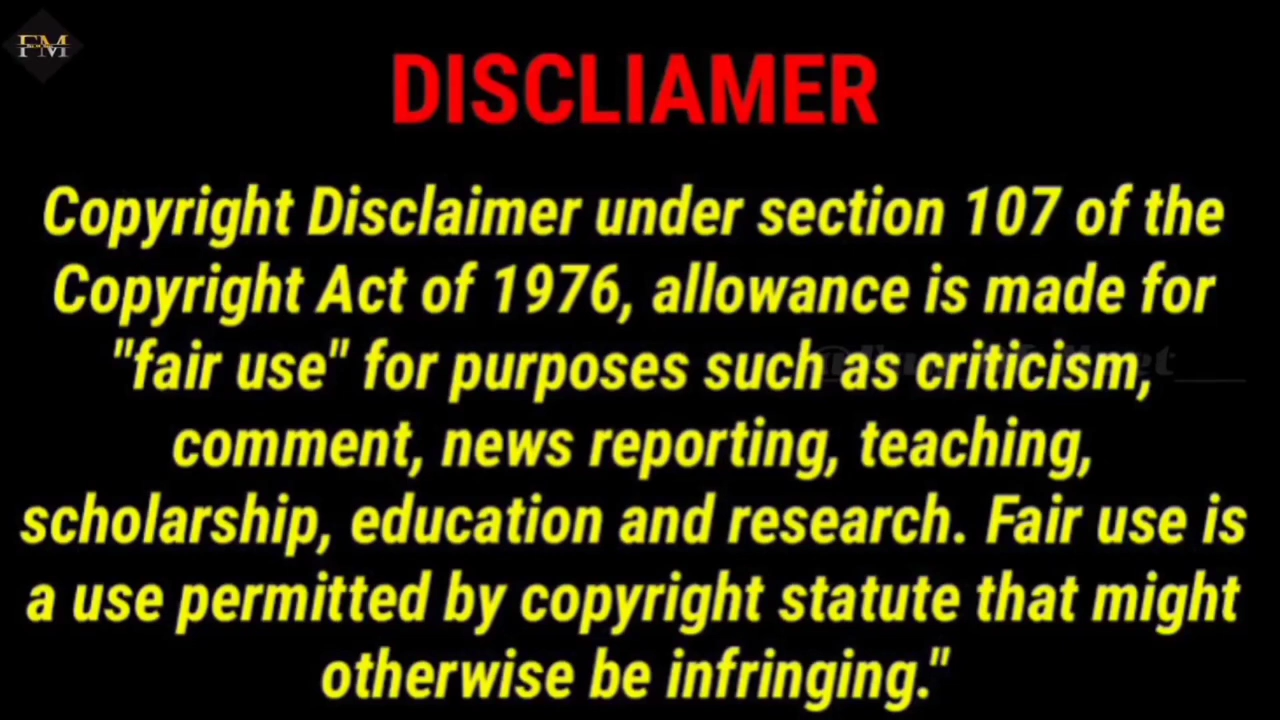 FM
DISCLIAMER
Copyright Disclaimer under section 107 of the
Copyright Act of 1976, allowance is made for
"fair use" for purposes such as criticism,
comment, news reporting, teaching,
scholarship, education and research. Fair use is
a use permitted by copyright statute that might
otherwise be infringing."